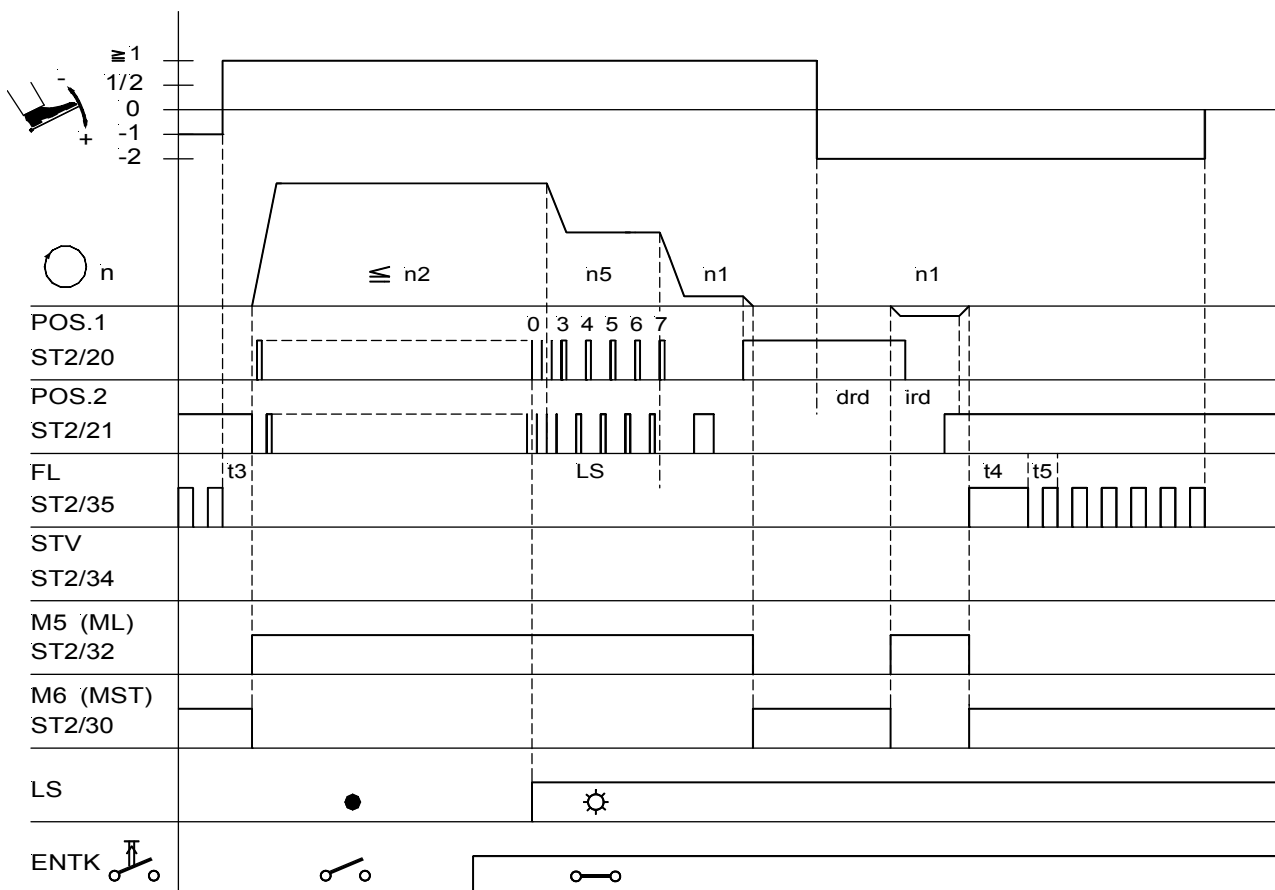 ≧1
1/2
-
0
-1
+
-2
n
≦ n2
n5
n1
n1
POS.1
0 3 4 5 6 7
ST2/20
POS.2
drd ird
ST2/21
FL
t3
LS
t4 t5
ST2/35
STV
ST2/34
M5 (ML)
ST2/32
M6 (MST)
ST2/30
LS
ENTK